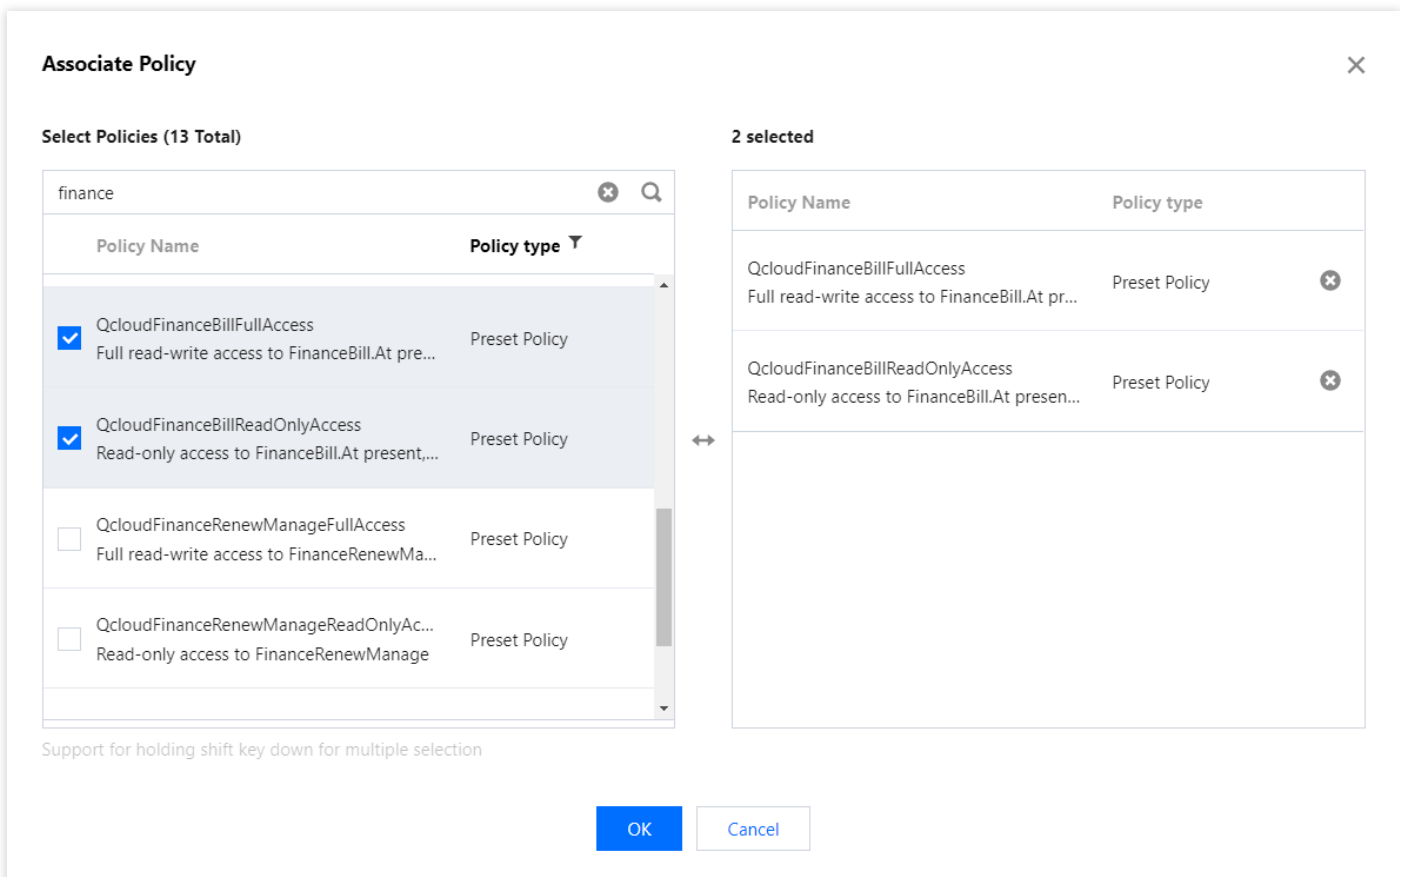 Associate Policy
Select Policies (13 Total)
finance
Policy Name Policy type
QcloudFinanceBillFullAccess
Full read-write access to FinanceBill.At pre...
Preset Policy
QcloudFinanceBillReadOnlyAccess
Read-only access to FinanceBill.At present,...
Preset Policy
QcloudFinanceRenewManageFullAccess
Full read-write access to FinanceRenewMa...
Preset Policy
QcloudFinanceRenewManageReadOnlyAc...
Read-only access to FinanceRenewManage
Preset Policy
Support for holding shift key down for multiple selection
2 selected
Policy Name Policy type
QcloudFinanceBillFullAccess
Full read-write access to FinanceBill.At pr...
Preset Policy
QcloudFinanceBillReadOnlyAccess
Read-only access to FinanceBill.At presen...
Preset Policy
OK Cancel